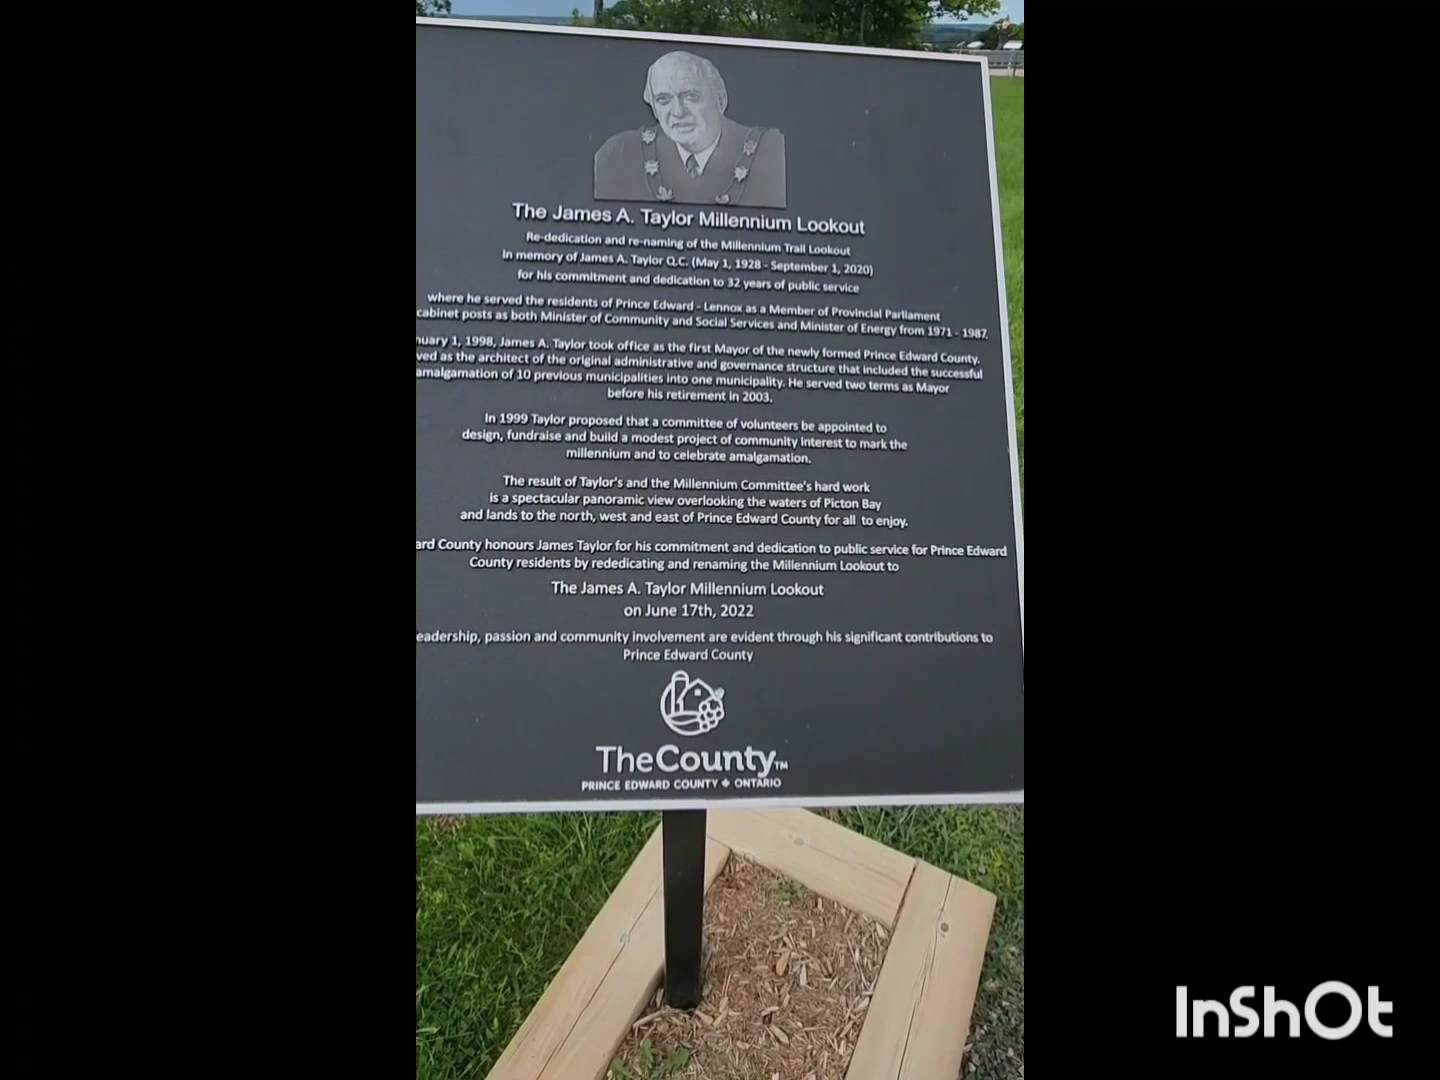 The James A. Taylor Millennium Lookout
Re-dedication and re-naming of the Millennium Trail Lookout
In memory of James A. Taylor Q.C. (May 1, 1928 - September 1, 2020)
for his commitment and dedication to 32 years of public service
where he served the residents of Prince Edward - Lennox as a Member of Provincial Parliament
cabinet posts as both Minister of Community and Social Services and Minister of Energy from 1971 - 1987.
nuary 1, 1998, James A. Taylor took office as the first Mayor of the newly formed Prince Edward County.
ved as the architect of the original administrative and governance structure that included the successful
amalgamation of 10 previous municipalities into one municipality. He served two terms as Mayor
before his retirement in 2003.
In 1999 Taylor proposed that a committee of volunteers be appointed to
design, fundraise and build a modest project of community interest to mark the
millennium and to celebrate amalgamation.
The result of Taylor's and the Millennium Committee's hard work
is a spectacular panoramic view overlooking the waters of Picton Bay
and lands to the north, west and east of Prince Edward County for all to enjoy.
ard County honours James Taylor for his commitment and dedication to public service for Prince Edward
County residents by rededicating and renaming the Millennium Lookout to
The James A. Taylor Millennium Lookout
on June 17th, 2022
eadership, passion and community involvement are evident through his significant contributions to
Prince Edward County
TheCounty™
PRINCE EDWARD COUNTY ONTARIO
InShOt